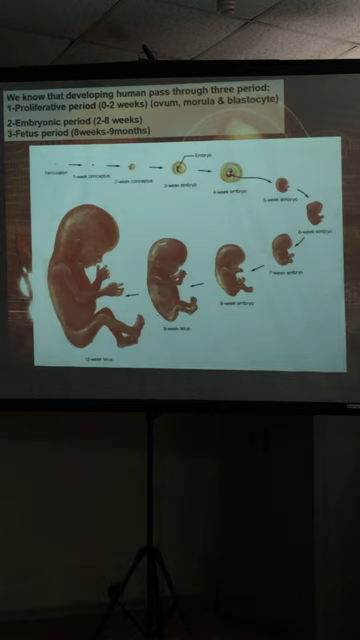 We know that developing human pass through three period:
1-Proliferative period (0-2 weeks) (ovum, morula & blastocyte)
2-Embryonic period (2-8 weeks)
3-Fetus period (8weeks-9months)
Embryo
Fertilization
1-week conceptus
2-week conceptus
3-week embryo
4-week embryo
5-week embryo
6-week embryo
7-week embryo
8-week embryo
9-week fetus
12-week fetus